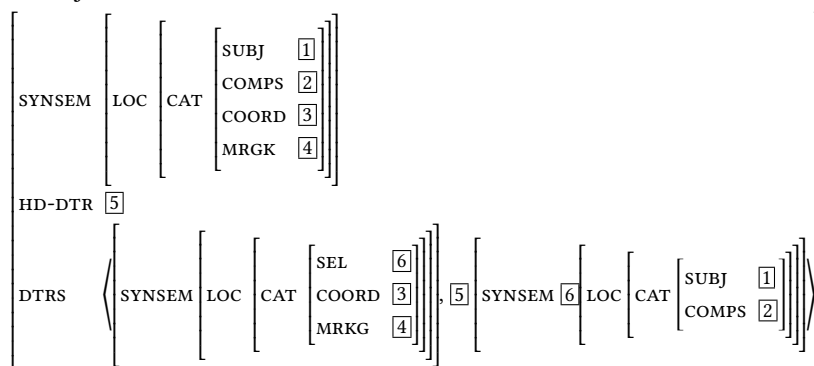 SUBJ 1
COMPS 2
SYNSEM LOC CAT
COORD 3
MRGK 4
HD-DTR 5
SEL 6
SUBJ 1
DTRS ⟨ SYNSEM LOC CAT COORD 3 , 5 SYNSEM 6 LOC CAT ⟩
COMPS 2
MRKG 4